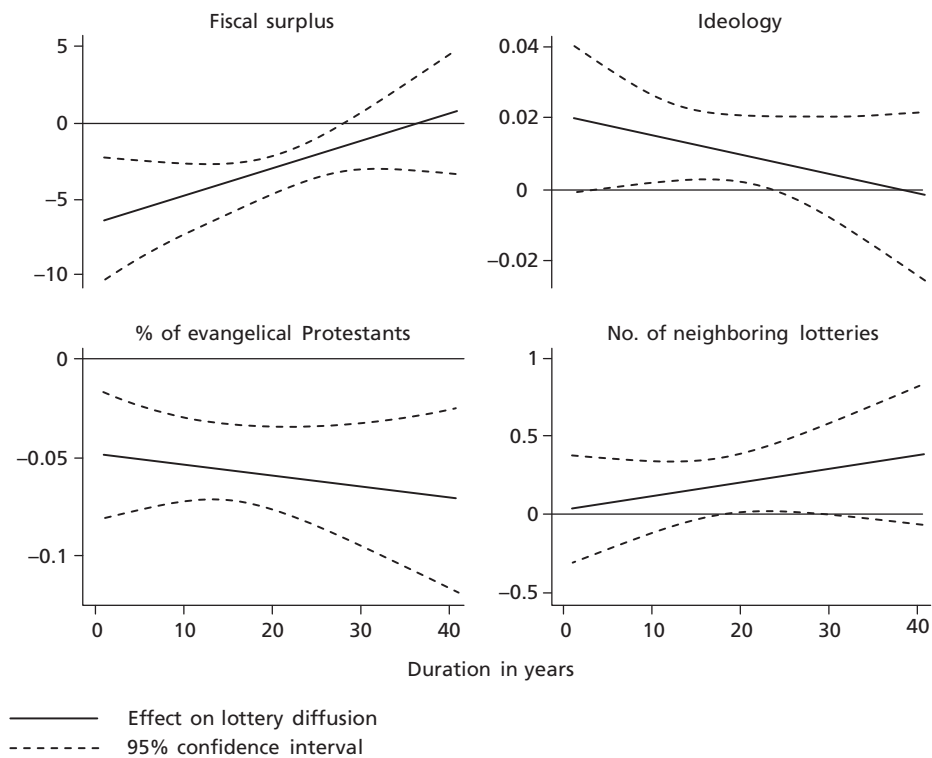 Fiscal surplus
5
0
−5
−10
Ideology
0.04
0.02
0
−0.02
% of evangelical Protestants
0
−0.05
−0.1
0 10 20 30 40
No. of neighboring lotteries
1
0.5
0
−0.5
0 10 20 30 40
Duration in years
Effect on lottery diffusion
95% confidence interval